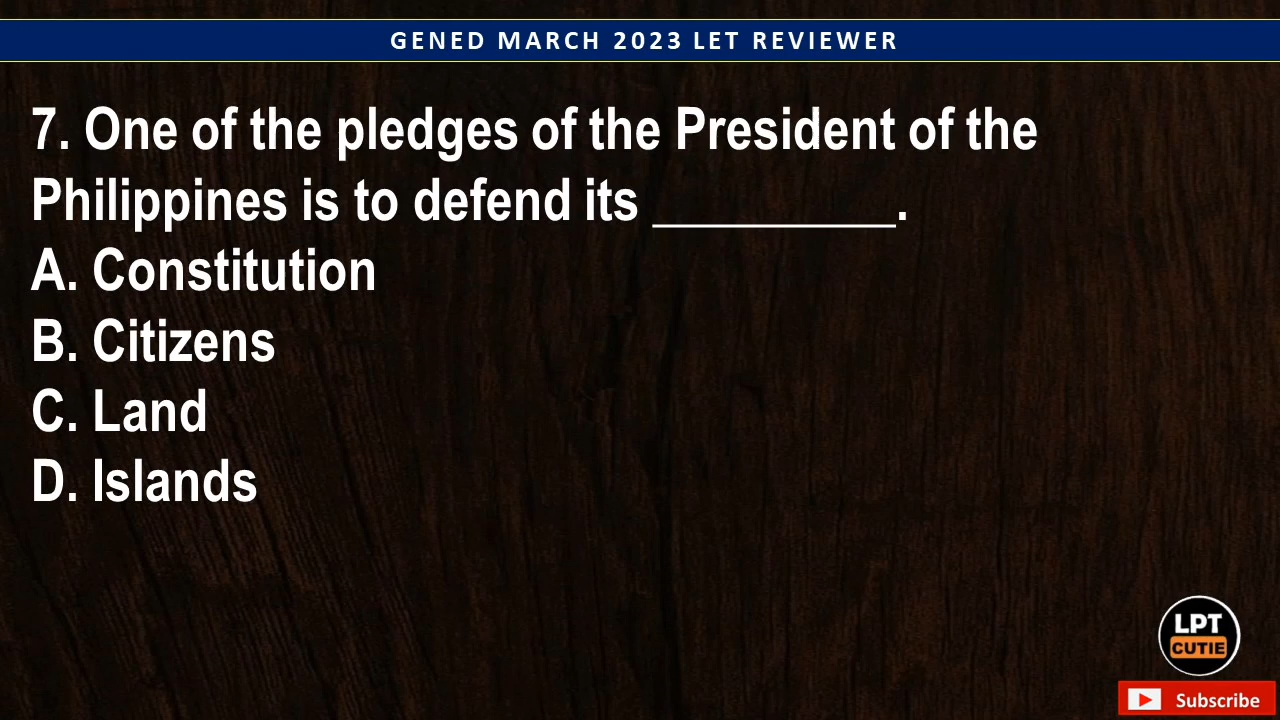 GENED MARCH 2023 LET REVIEWER
7. One of the pledges of the President of the
Philippines is to defend its __________.
A. Constitution
B. Citizens
C. Land
D. Islands
LPT
CUTIE
Subscribe